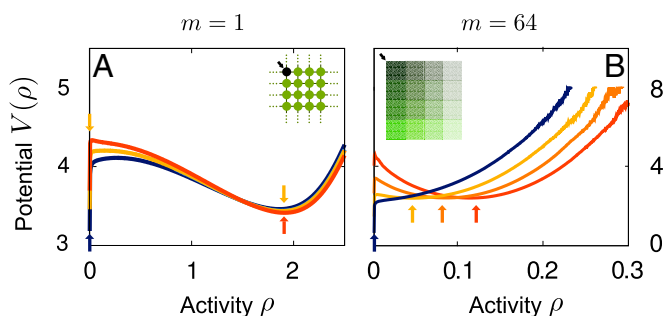 m = 1
m = 64
A
B
5
4
3
8
4
0
Potential V(ρ)
0
1
2
0
0.1
0.2
0.3
Activity ρ
Activity ρ